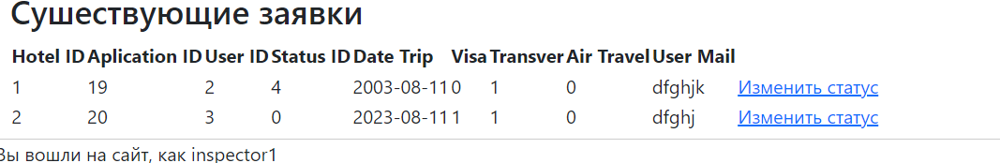 Сушествующие заявки
Hotel ID Aplication ID User ID Status ID Date Trip Visa Transver Air Travel User Mail
1 19 2 4 2003-08-11 0 1 0 dfghjk Изменить статус
2 20 3 0 2023-08-11 1 1 0 dfghj Изменить статус
Вы вошли на сайт, как inspector1